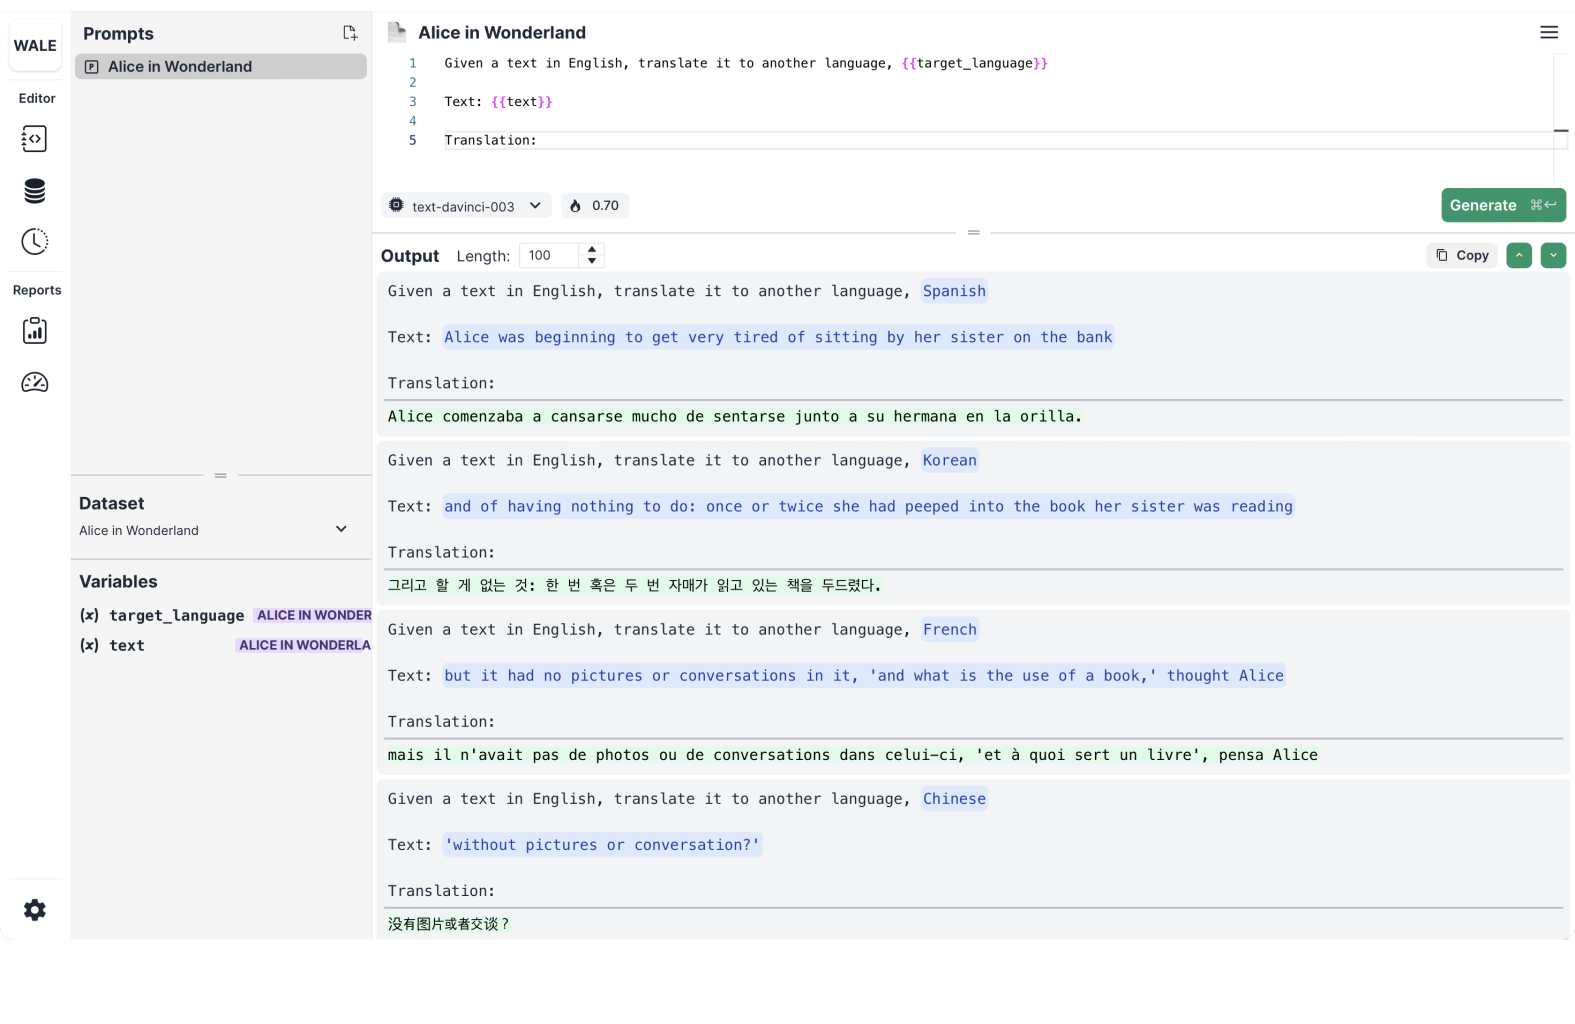 WALE
Editor
Reports
Prompts
Alice in Wonderland
Dataset
Alice in Wonderland
Variables
(x) target_language ALICE IN WONDER
(x) text ALICE IN WONDERLA
Alice in Wonderland
1 Given a text in English, translate it to another language, {{target_language}}
2
3 Text: {{text}}
4
5 Translation:
text-davinci-003 0.70
Generate ⌘↩
Output Length: 100
Copy
Given a text in English, translate it to another language, Spanish
Text: Alice was beginning to get very tired of sitting by her sister on the bank
Translation:
Alice comenzaba a cansarse mucho de sentarse junto a su hermana en la orilla.
Given a text in English, translate it to another language, Korean
Text: and of having nothing to do: once or twice she had peeped into the book her sister was reading
Translation:
그리고 할 게 없는 것: 한 번 혹은 두 번 자매가 읽고 있는 책을 두드렸다.
Given a text in English, translate it to another language, French
Text: but it had no pictures or conversations in it, 'and what is the use of a book,' thought Alice
Translation:
mais il n'avait pas de photos ou de conversations dans celui-ci, 'et à quoi sert un livre', pensa Alice
Given a text in English, translate it to another language, Chinese
Text: 'without pictures or conversation?'
Translation:
没有图片或者交谈？